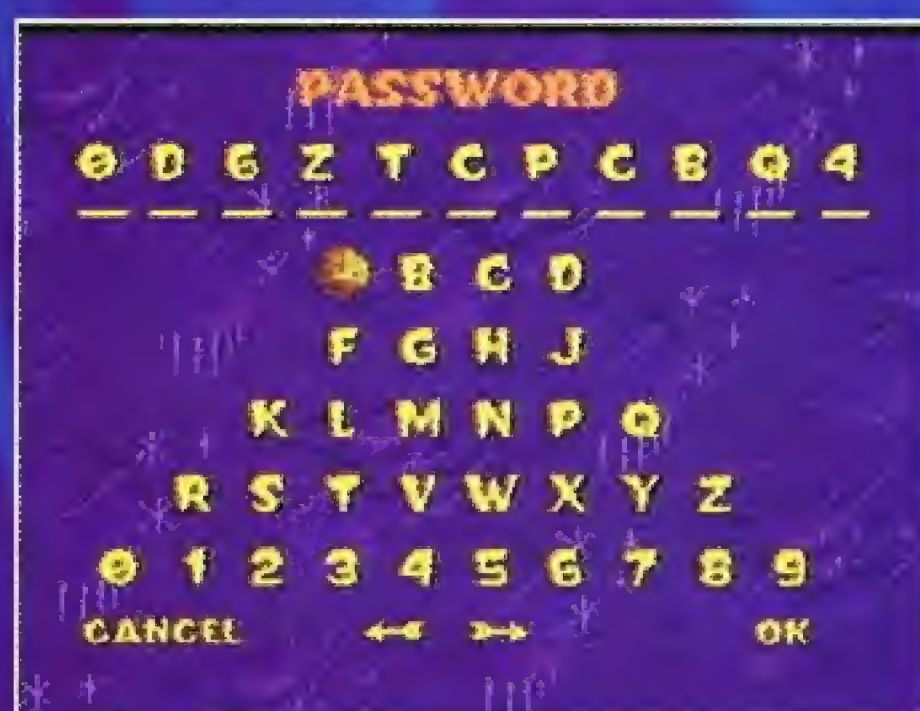 PASSWORD
0 D 6 Z T C P C B Q 4
B C D
F G H J
K L M N P Q
R S T V W X Y Z
0 1 2 3 4 5 6 7 8 9
CANCEL OK